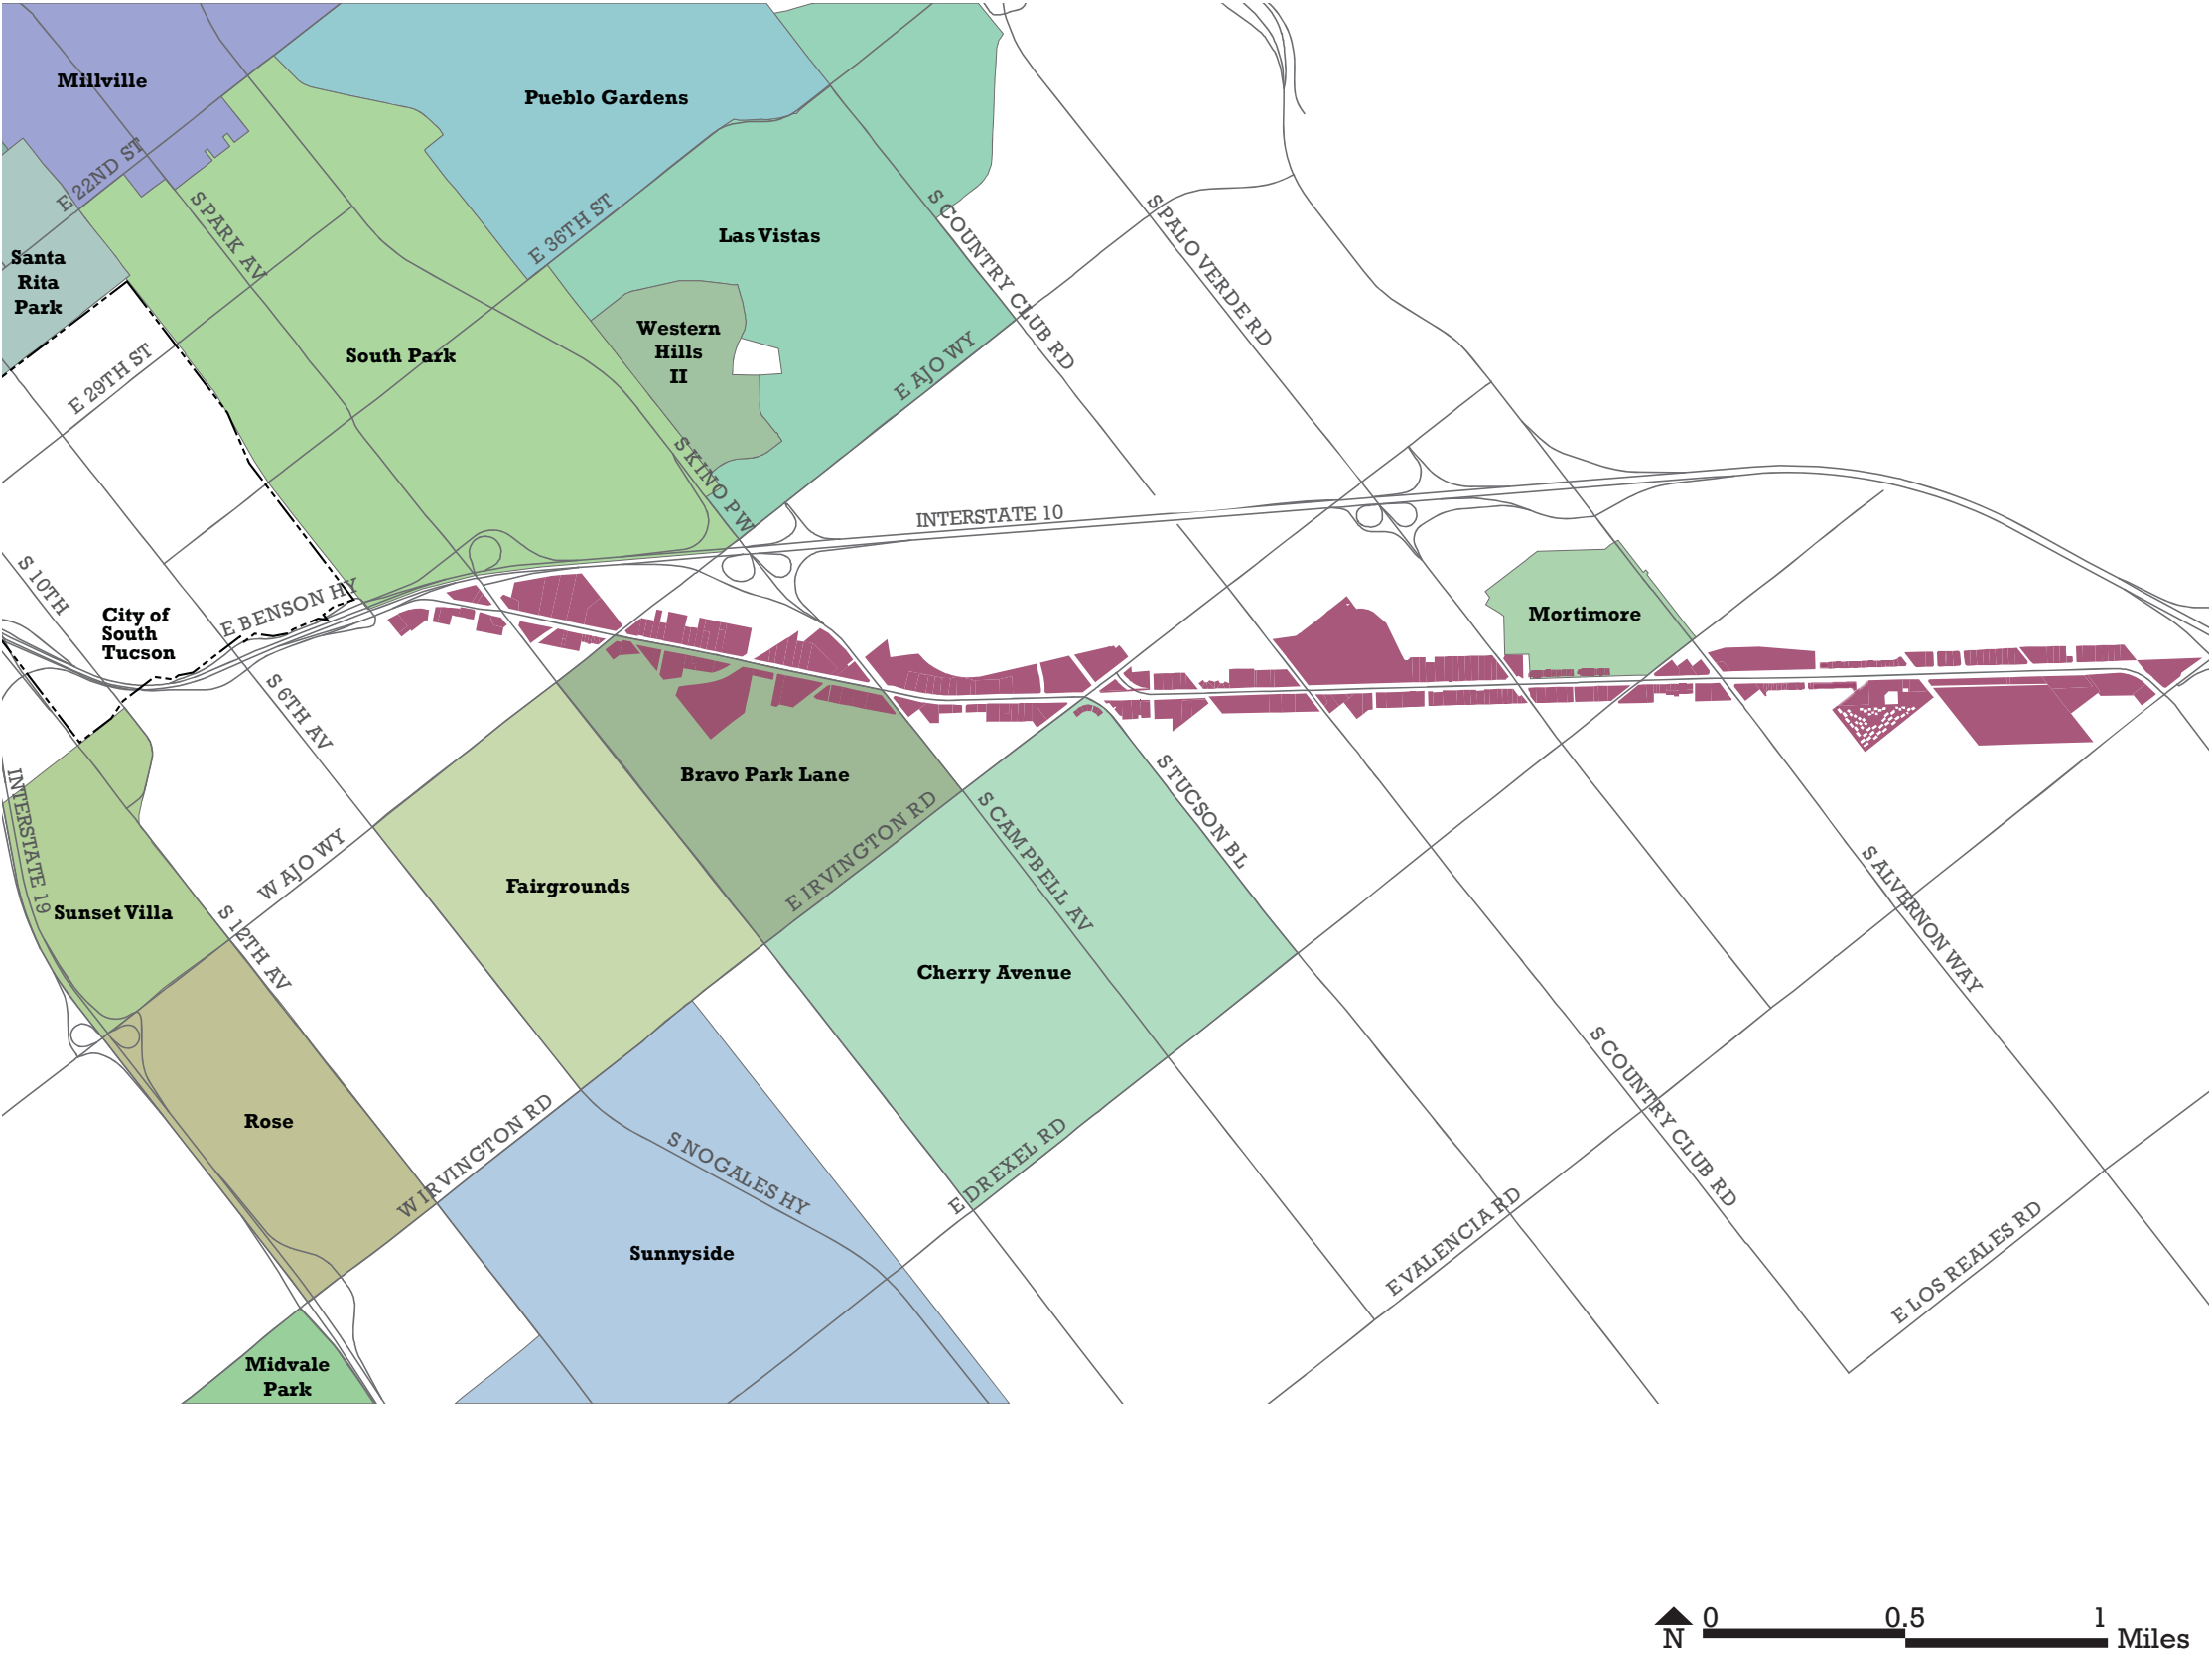 Millville
Pueblo Gardens
E 22ND ST
S PARK AV
E 36TH ST
Las Vistas
S COUNTRY CLUB RD
S PALO VERDE RD
Santa
Rita
Park
E 29TH ST
South Park
Western
Hills
II
E AJO WY
S KINO PW
INTERSTATE 10
S 10TH
E BENSON HY
City of
South
Tucson
Mortimore
S 6TH AV
Bravo Park Lane
INTERSTATE 19
W AJO WY
Fairgrounds
E IRVINGTON RD
S CAMPBELL AV
S TUCSON BL
S ALVERNON WAY
Sunset Villa
S 12TH AV
Cherry Avenue
Rose
W IRVINGTON RD
S NOGALES HY
E DREXEL RD
S COUNTRY CLUB RD
Sunnyside
E VALENCIA RD
E LOS REALES RD
Midvale
Park
N
0 0.5 1
Miles